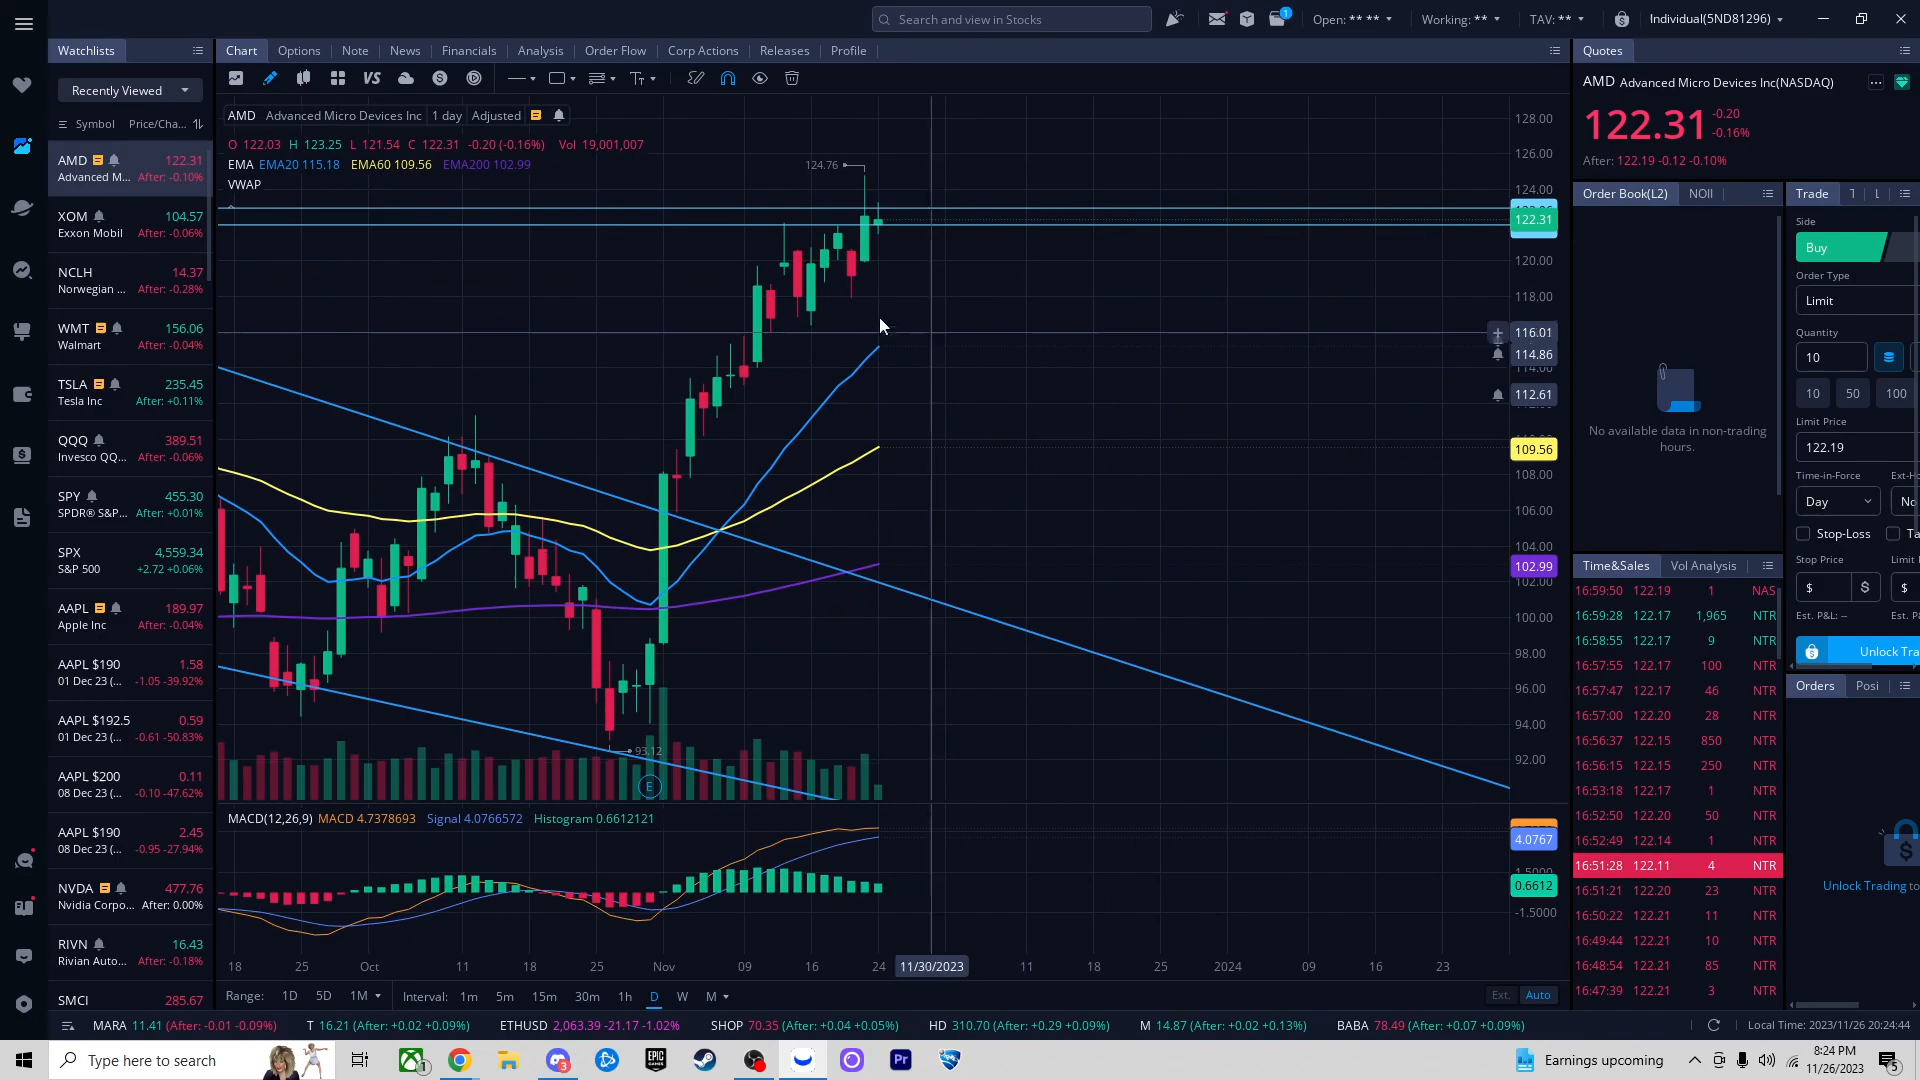 Search and view in Stocks
1
Open: ** **
Working: **
TAV: **
Individual(5ND81296)
Watchlists
Chart Options Note News Financials Analysis Order Flow Corp Actions Releases Profile
Quotes
Recently Viewed
VS
Symbol Price/Cha...
AMD 122.31
Advanced M... After: -0.10%
XOM 104.57
Exxon Mobil After: -0.06%
NCLH 14.37
Norwegian ... After: -0.28%
WMT 156.06
Walmart After: -0.04%
TSLA 235.45
Tesla Inc After: +0.11%
QQQ 389.51
Invesco QQ... After: -0.06%
SPY 455.30
SPDR® S&P... After: +0.01%
SPX 4,559.34
S&P 500 +2.72 +0.06%
AAPL 189.97
Apple Inc After: -0.04%
AAPL $190 1.58
01 Dec 23 (... -1.05 -39.92%
AAPL $192.5 0.59
01 Dec 23 (... -0.61 -50.83%
AAPL $200 0.11
08 Dec 23 (... -0.10 -47.62%
AAPL $190 2.45
08 Dec 23 (... -0.95 -27.94%
NVDA 477.76
Nvidia Corpo... After: 0.00%
RIVN 16.43
Rivian Auto... After: -0.18%
SMCI 285.67
AMD Advanced Micro Devices Inc 1 day Adjusted
O 122.03 H 123.25 L 121.54 C 122.31 -0.20 (-0.16%) Vol 19,001,007
EMA EMA20 115.18 EMA60 109.56 EMA200 102.99
VWAP
124.76
93.12
E
128.00
126.00
124.00
122.31
120.00
118.00
116.01
114.86
112.61
109.56
108.00
106.00
104.00
102.99
102.00
100.00
98.00
96.00
94.00
92.00
MACD(12,26,9) MACD 4.7378693 Signal 4.0766572 Histogram 0.6612121
4.0767
0.6612
-1.5000
18 25 Oct 11 18 25 Nov 09 16 24 11/30/2023 11 18 25 2024 09 16 23
Range: 1D 5D 1M Interval: 1m 5m 15m 30m 1h D W M Ext. Auto
AMD Advanced Micro Devices Inc(NASDAQ)
122.31 -0.20
-0.16%
After: 122.19 -0.12 -0.10%
Order Book(L2) NOII
No available data in non-trading
hours.
Trade
Side
Buy
Order Type
Limit
Quantity
10
10 50 100
Limit Price
122.19
Time-in-Force Ext-Ho
Day No
Stop-Loss Ta
Stop Price Limit
$ $ $
Est. P&L: -- Est. P
Unlock Tra
Time&Sales Vol Analysis
16:59:50 122.19 1 NAS
16:59:28 122.17 1,965 NTR
16:58:55 122.17 9 NTR
16:57:55 122.17 100 NTR
16:57:47 122.17 46 NTR
16:57:00 122.20 28 NTR
16:56:37 122.15 850 NTR
16:56:15 122.15 250 NTR
16:53:18 122.17 1 NTR
16:52:50 122.16 50 NTR
16:52:49 122.14 1 NTR
16:51:28 122.11 4 NTR
16:51:21 122.20 23 NTR
16:50:22 122.21 11 NTR
16:49:44 122.21 10 NTR
16:48:54 122.21 85 NTR
16:47:39 122.21 3 NTR
Orders Posi
Unlock Trading to
MARA 11.41 (After: -0.01 -0.09%) T 16.21 (After: +0.02 +0.09%) ETHUSD 2,063.39 -21.17 -1.02% SHOP 70.35 (After: +0.04 +0.05%) HD 310.70 (After: +0.29 +0.09%) M 14.87 (After: +0.02 +0.13%) BABA 78.49 (After: +0.07 +0.09%) Local Time: 2023/11/26 20:24:44
Type here to search
1
3
EPIC GAMES
Pr
Earnings upcoming
8:24 PM
11/26/2023
5